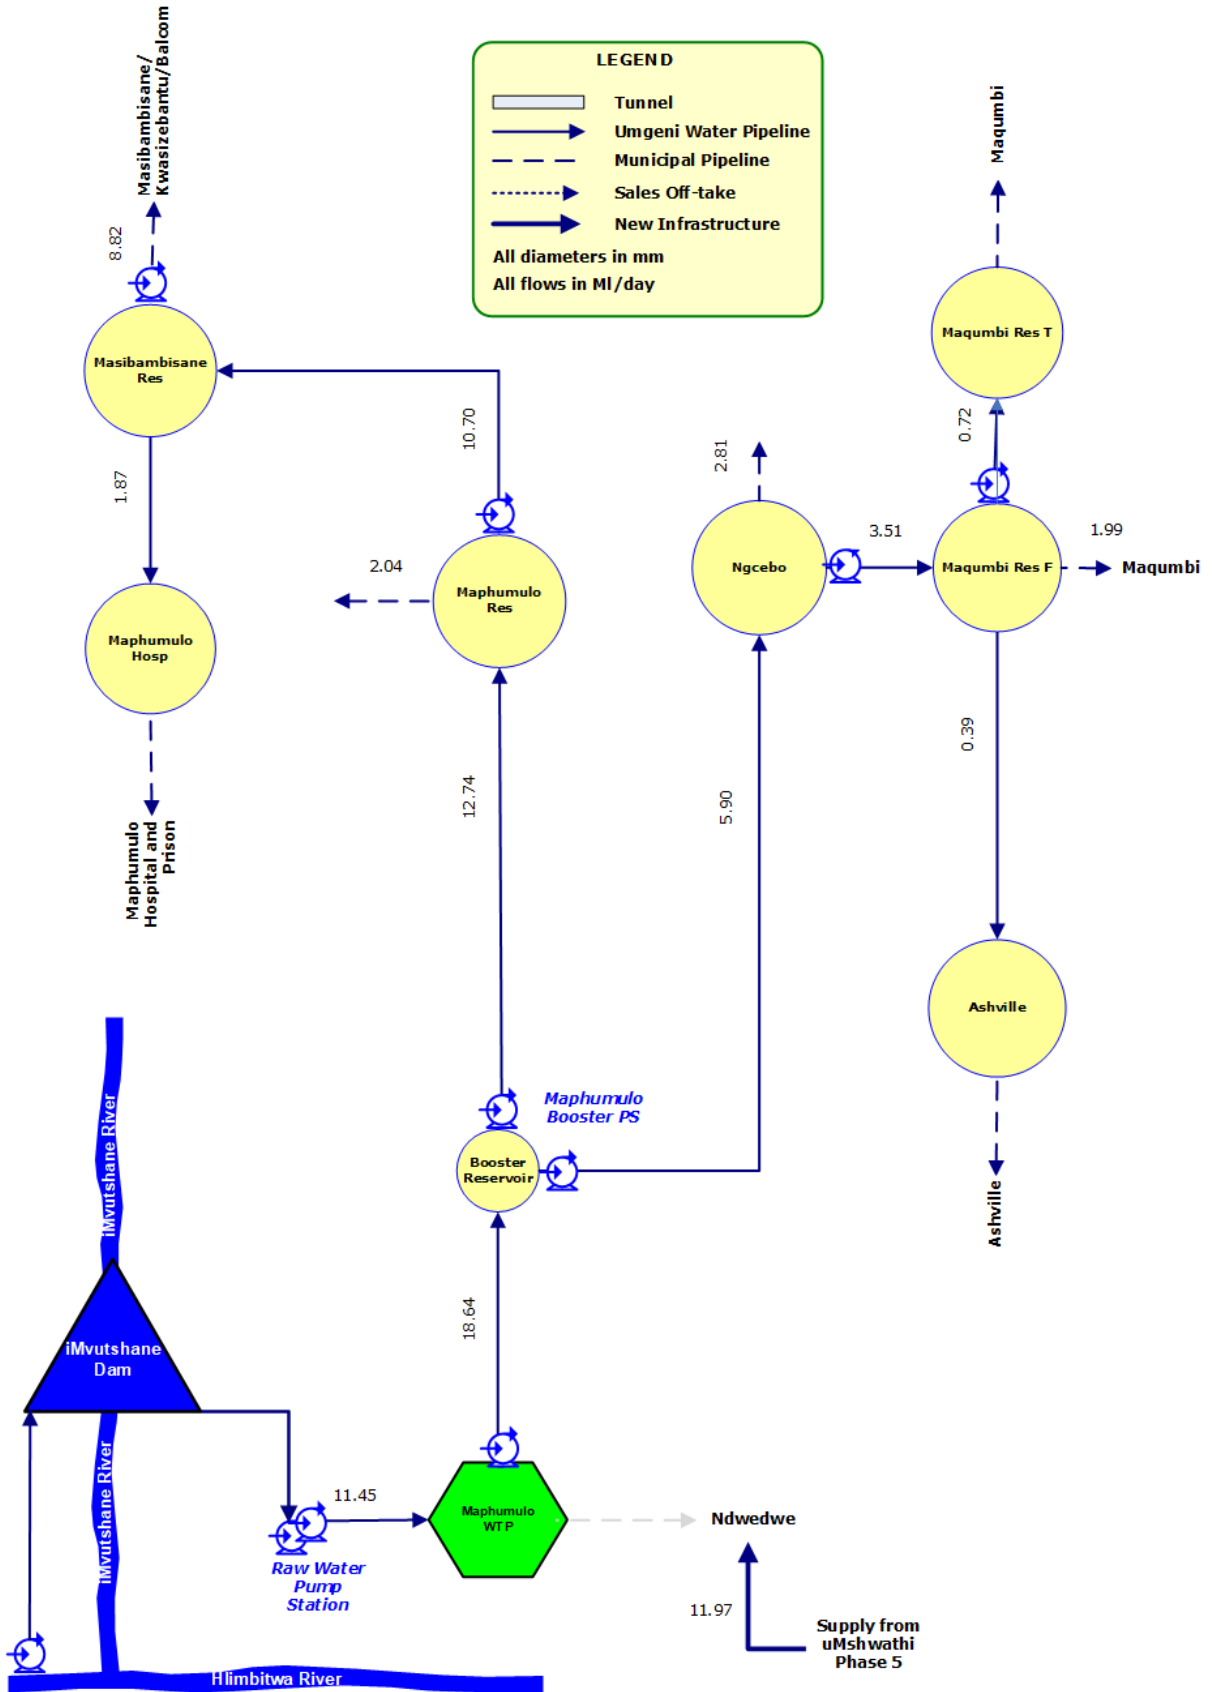 LEGEND
Tunnel
Umgeni Water Pipeline
Municipal Pipeline
Sales Off-take
New Infrastructure
All diameters in mm
All flows in Ml/day
Masibambisane/
Kwasizebantu/Balcom
8.82
Masibambisane
Res
1.87
Maphumulo
Hosp
Maphumulo
Hospital and
Prison
10.70
2.04
Maphumulo
Res
12.74
Maphumulo
Booster PS
Booster
Reservoir
18.64
2.81
Ngcebo
3.51
5.90
Maqumbi
Maqumbi Res T
0.72
Maqumbi Res F
1.99
Maqumbi
0.39
Ashville
Ashville
iMvutshane River
iMvutshane
Dam
iMvutshane River
11.45
Raw Water
Pump
Station
Maphumulo
WTP
Ndwedwe
11.97
Supply from
uMshwathi
Phase 5
Hlimbitwa River